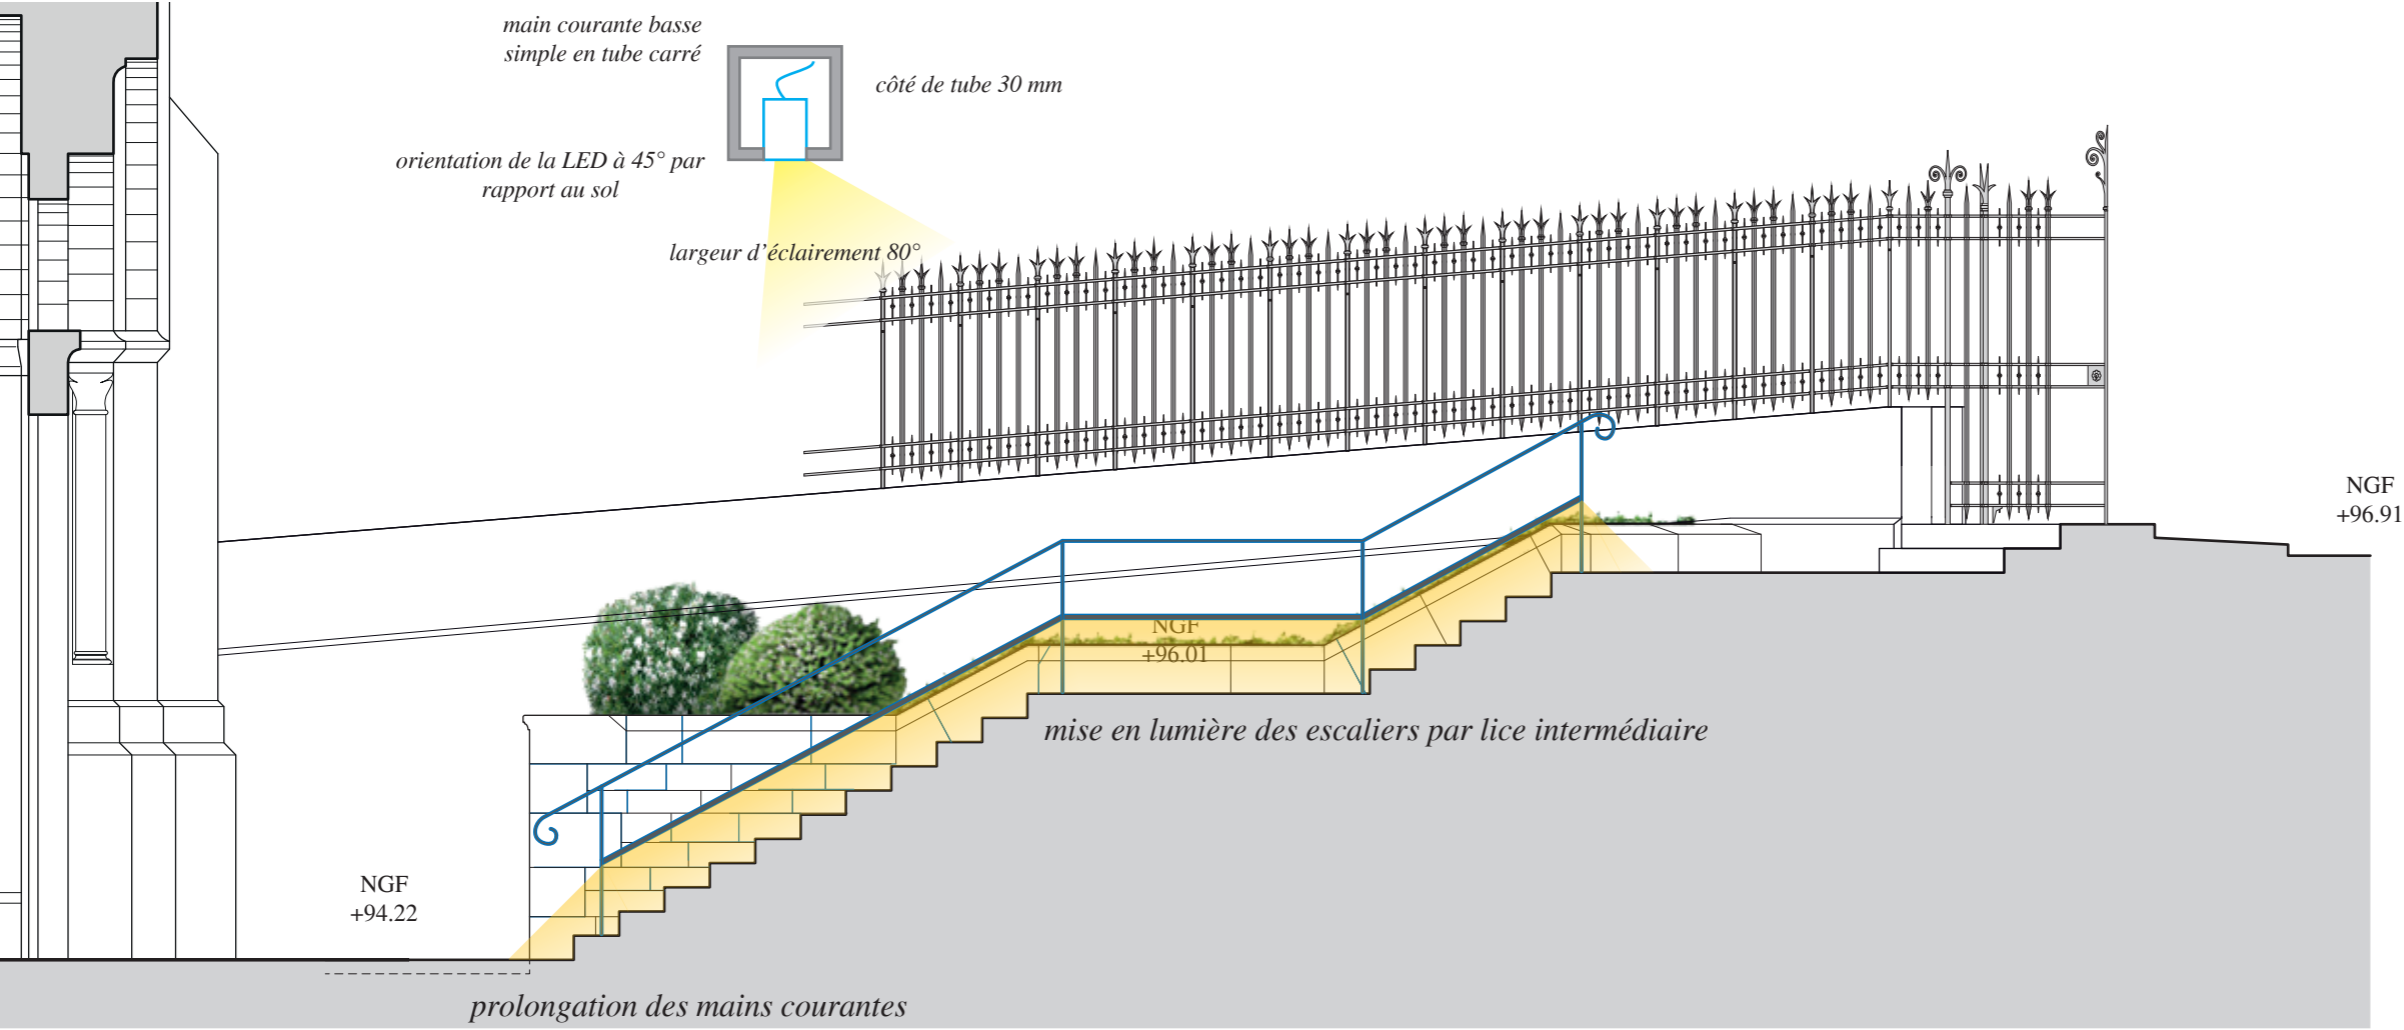 main courante basse
simple en tube carré
côté de tube 30 mm
orientation de la LED à 45° par
rapport au sol
largeur d'éclairement 80°
NGF
+96.91
NGF
+96.01
mise en lumière des escaliers par lice intermédiaire
NGF
+94.22
prolongation des mains courantes